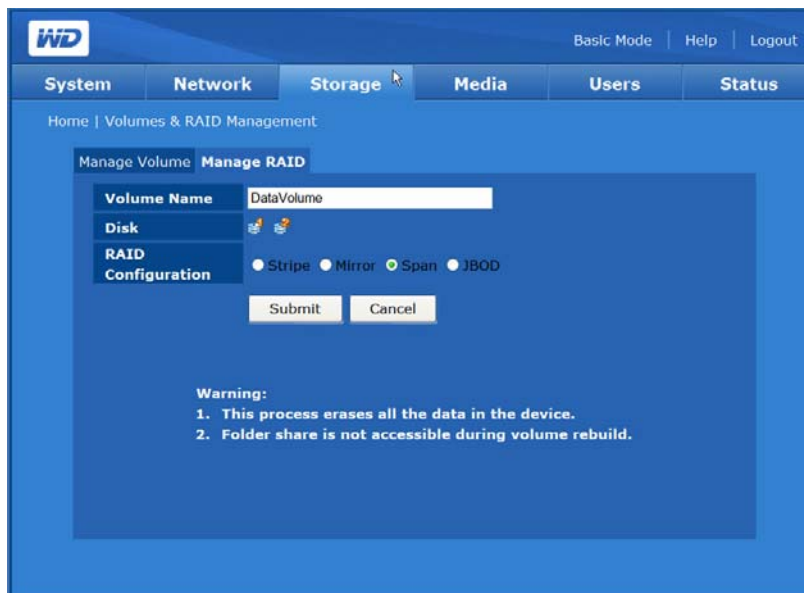 WD
Basic Mode | Help | Logout
System Network Storage Media Users Status
Home | Volumes & RAID Management
Manage Volume Manage RAID
Volume Name DataVolume
Disk
RAID
Configuration
Stripe Mirror Span JBOD
Submit Cancel
Warning:
1. This process erases all the data in the device.
2. Folder share is not accessible during volume rebuild.